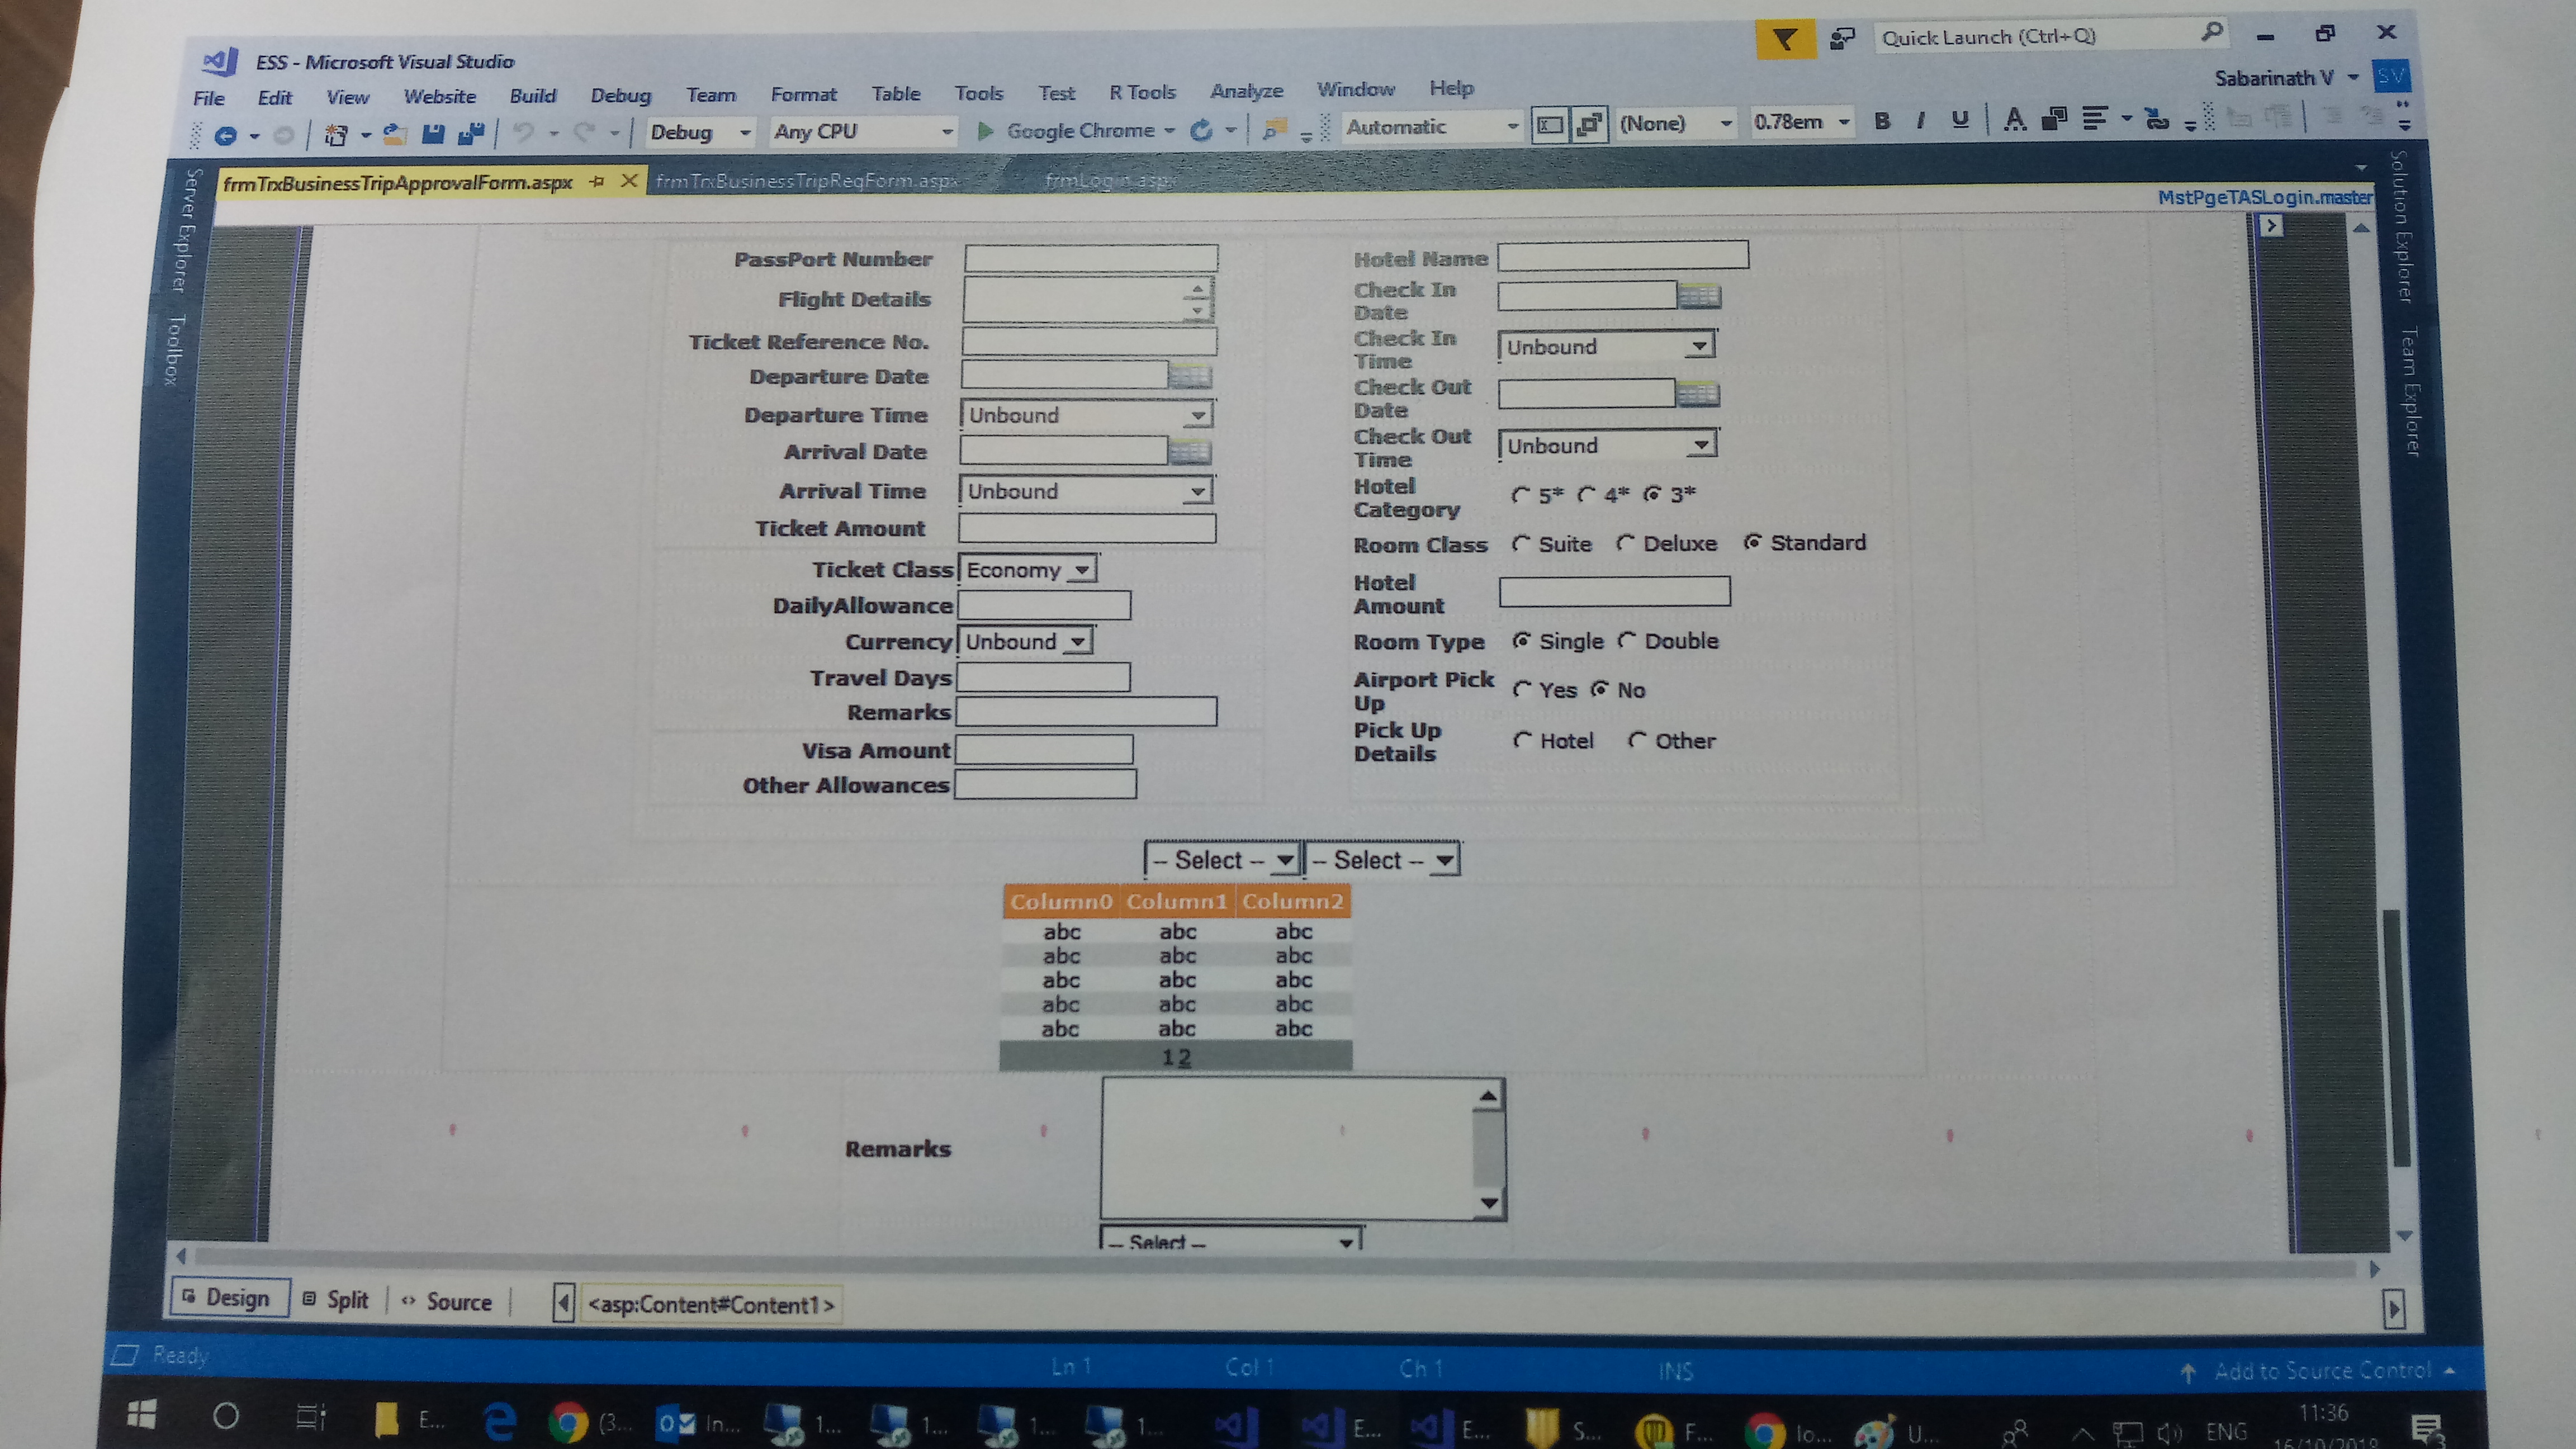 ESS - Microsoft Visual Studio
Quick Launch (Ctrl+Q)
Sabarinath V
SV
File Edit View Website Build Debug Team Format Table Tools Test R Tools Analyze Window Help
Debug Any CPU Google Chrome Automatic (None) 0.78em B I U A
frmTrxBusinessTripApprovalForm.aspx frmTrxBusinessTripReqForm.aspx frmLogin.aspx
MstPgeTASLogin.master
Server Explorer
Toolbox
Solution Explorer
Team Explorer
PassPort Number
Flight Details
Ticket Reference No.
Departure Date
Departure Time Unbound
Arrival Date
Arrival Time Unbound
Ticket Amount
Ticket Class Economy
DailyAllowance
Currency Unbound
Travel Days
Remarks
Visa Amount
Other Allowances
Hotel Name
Check In
Date
Check In
Time
Unbound
Check Out
Date
Check Out
Time
Unbound
Hotel
Category
5* 4* 3*
Room Class Suite Deluxe Standard
Hotel
Amount
Room Type Single Double
Airport Pick
Up
Yes No
Pick Up
Details
Hotel Other
-- Select -- -- Select --
Column0 Column1 Column2
abc abc abc
abc abc abc
abc abc abc
abc abc abc
abc abc abc
1 2
Remarks
-- Select --
Design Split Source <asp:Content#Content1>
Ready Ln 1 Col 1 Ch 1 INS Add to Source Control
E... (3... In... 1... 1... 1... 1... E... E... S... F... lo... U... ENG
11:36
16/10/2018